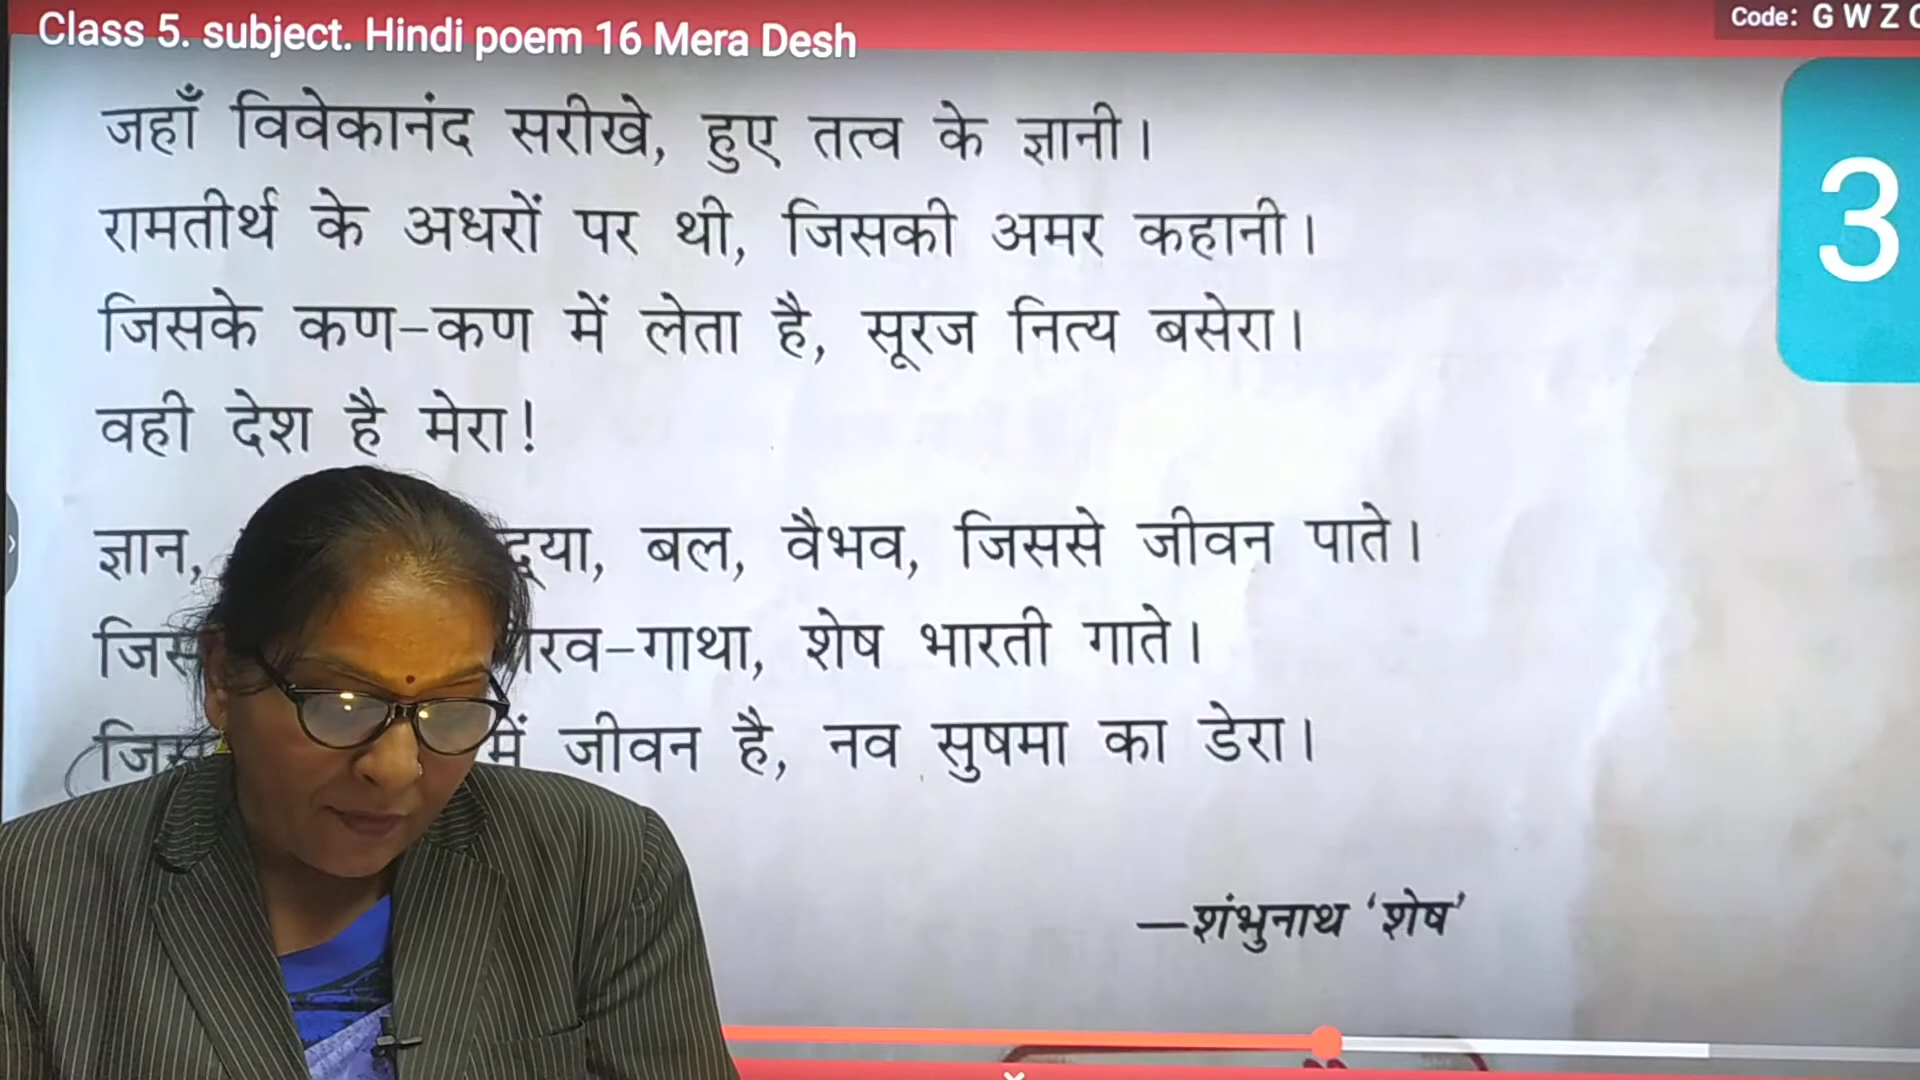 Class 5. subject. Hindi poem 16 Mera Desh
Code: G W Z
3
जहाँ विवेकानंद सरीखे, हुए तत्व के ज्ञानी।
रामतीर्थ के अधरों पर थी, जिसकी अमर कहानी।
जिसके कण-कण में लेता है, सूरज नित्य बसेरा।
वही देश है मेरा!
ज्ञान, बल, वैभव, जिससे जीवन पाते।
गाथा, शेष भारती गाते।
में जीवन है, नव सुषमा का डेरा।
—शंभुनाथ ‘शेष’